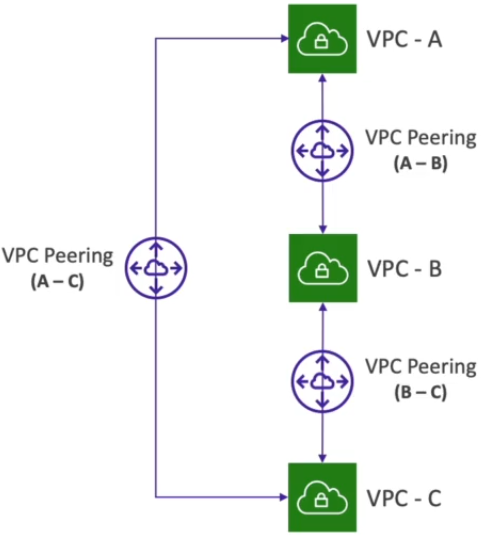 VPC - A
VPC Peering
(A – B)
VPC Peering
(A – C)
VPC - B
VPC Peering
(B – C)
VPC - C